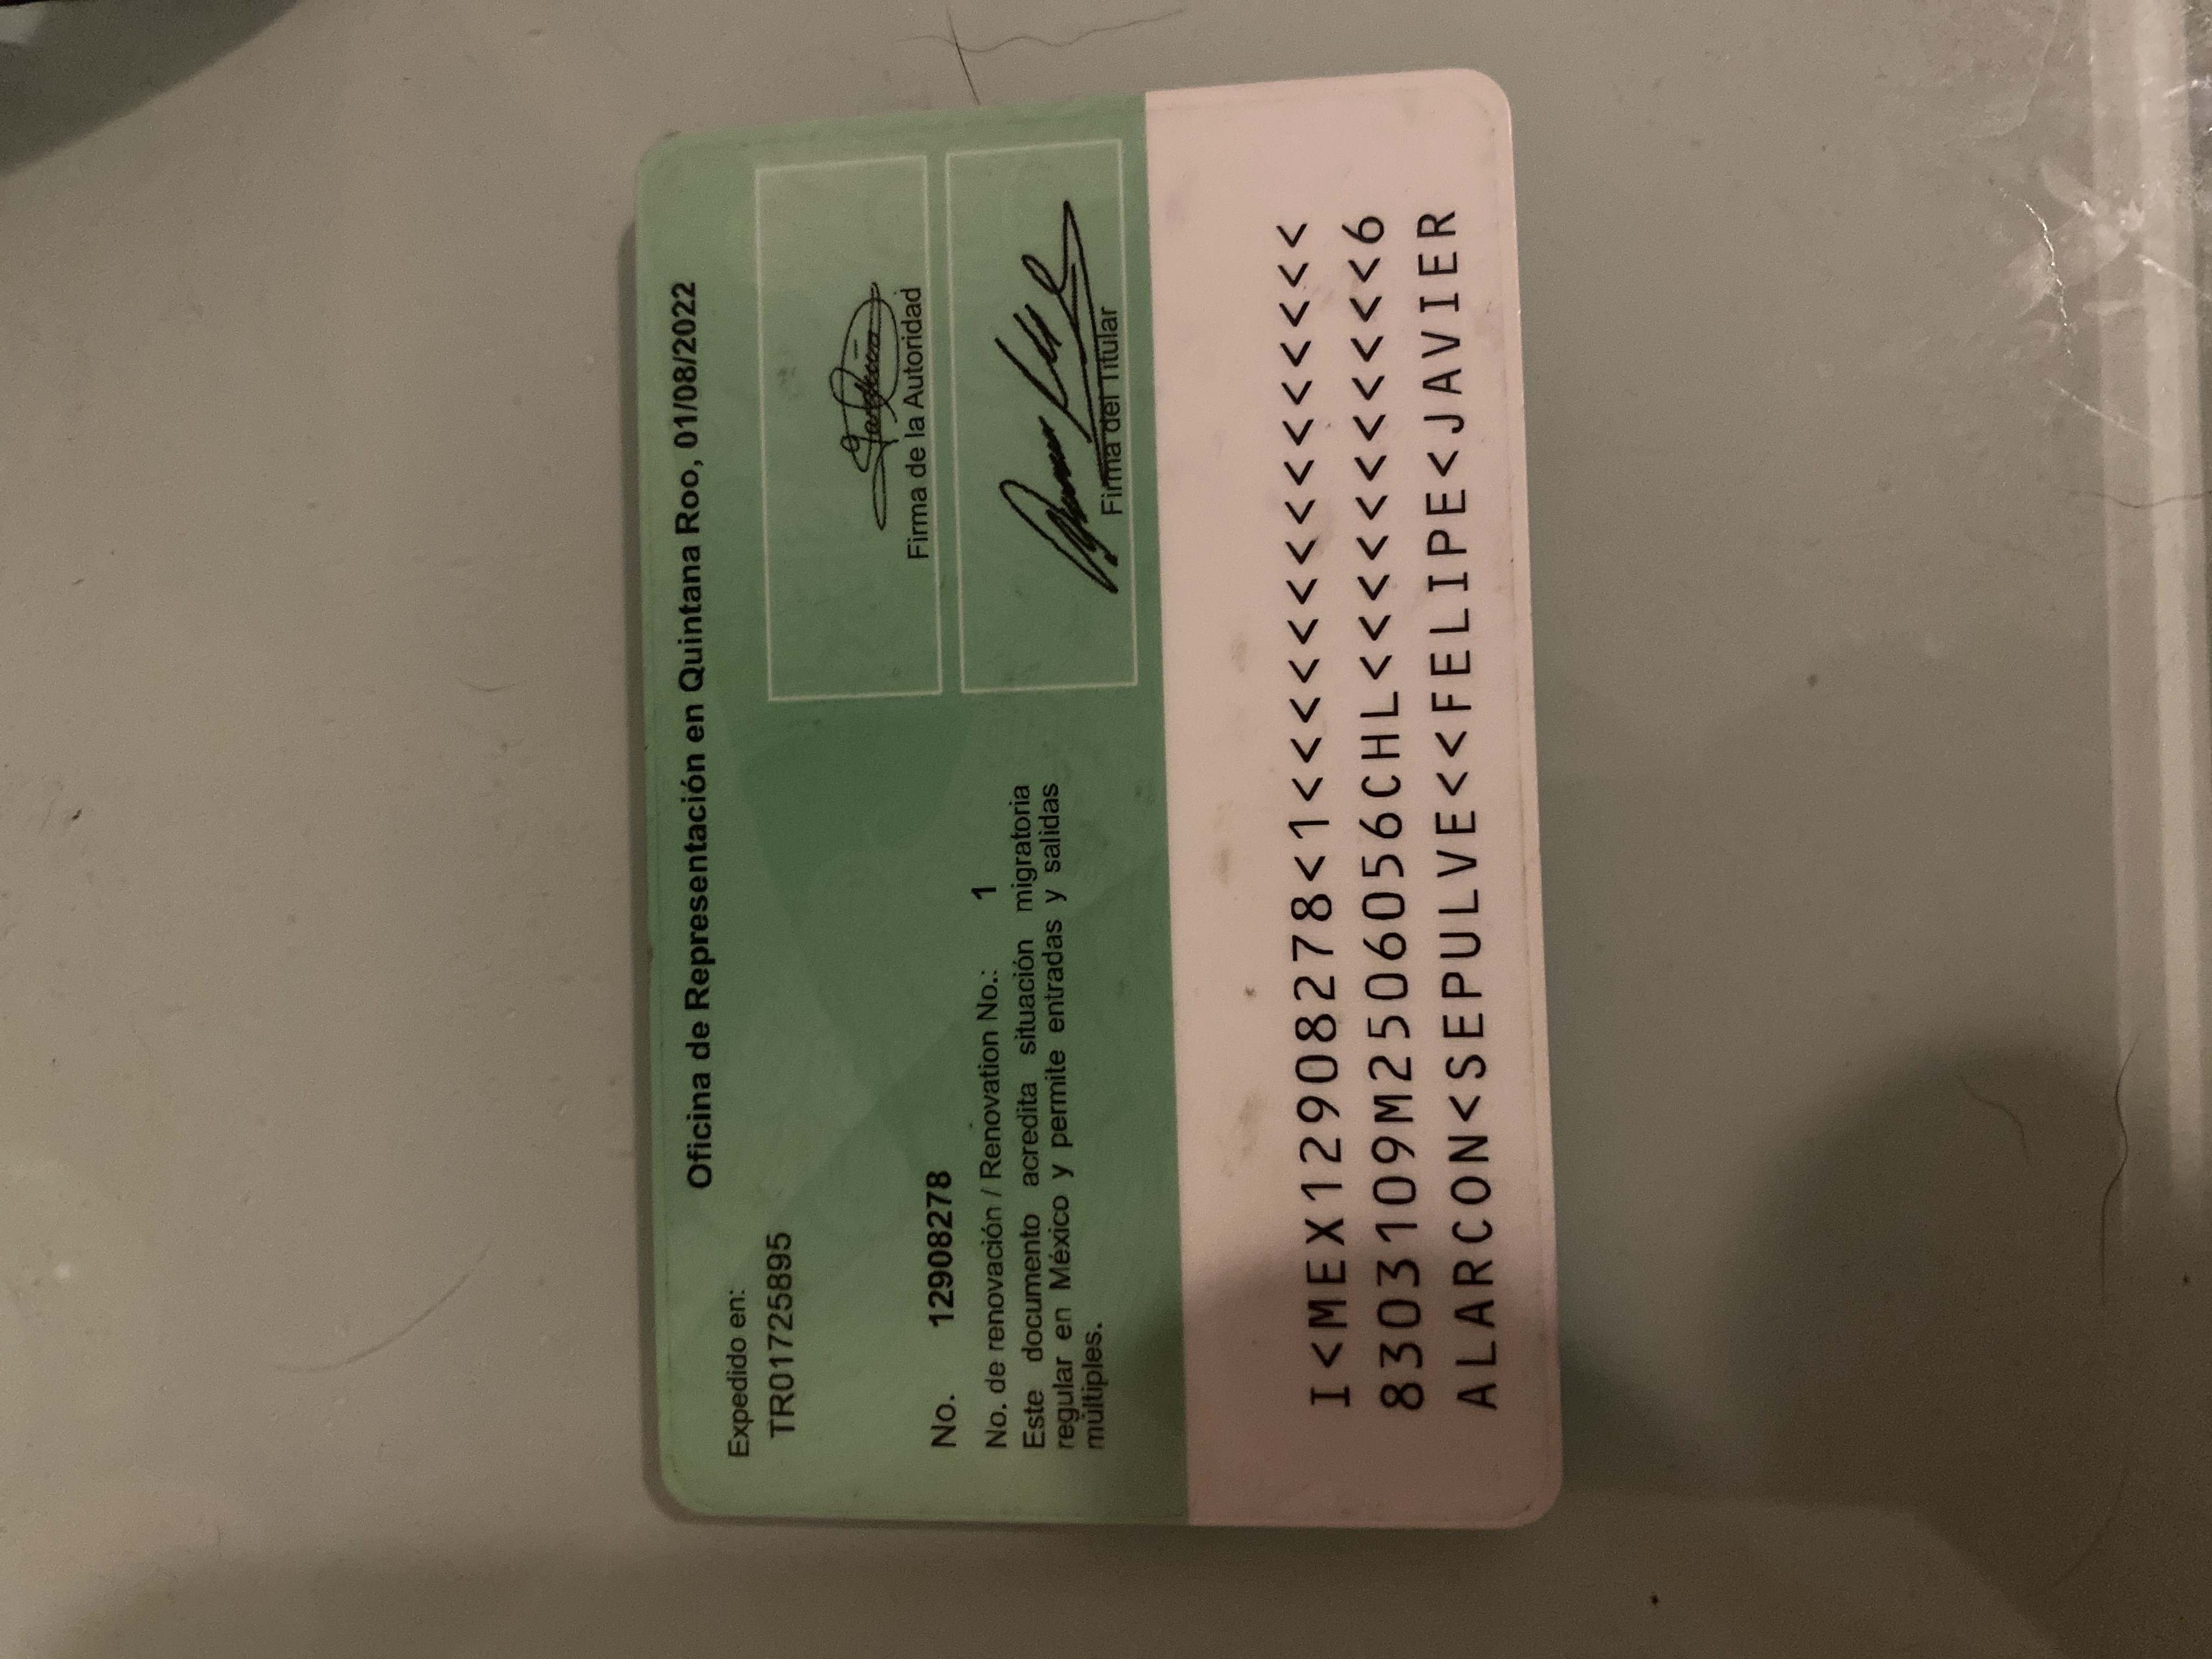 Oficina de Representación en Quintana Roo, 01/08/2022
Expedido en:
TR017258895
Firma de la Autoridad
No. 12908278
No. de renovación / Renovation No.: 1
Este documento acredita situación migratoria
regular en México y permite entradas y salidas
múltiples.
Firma del Titular
I<MEX12908278<1<<<<<<<<<<<<<<<
8303109M2506056CHL<<<<<<<<<<<6
ALARCON<SEPULVE<<FELIPE<JAVIER